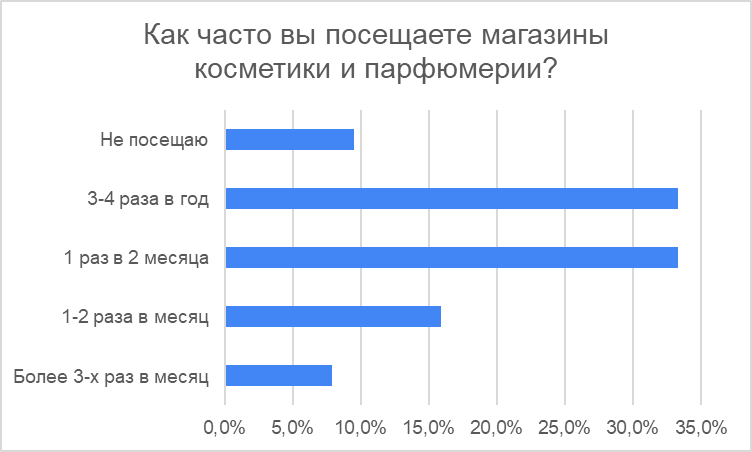 Как часто вы посещаете магазины
косметики и парфюмерии?
Не посещаю
3-4 раза в год
1 раз в 2 месяца
1-2 раза в месяц
Более 3-х раз в месяц
0,0% 5,0% 10,0% 15,0% 20,0% 25,0% 30,0% 35,0%